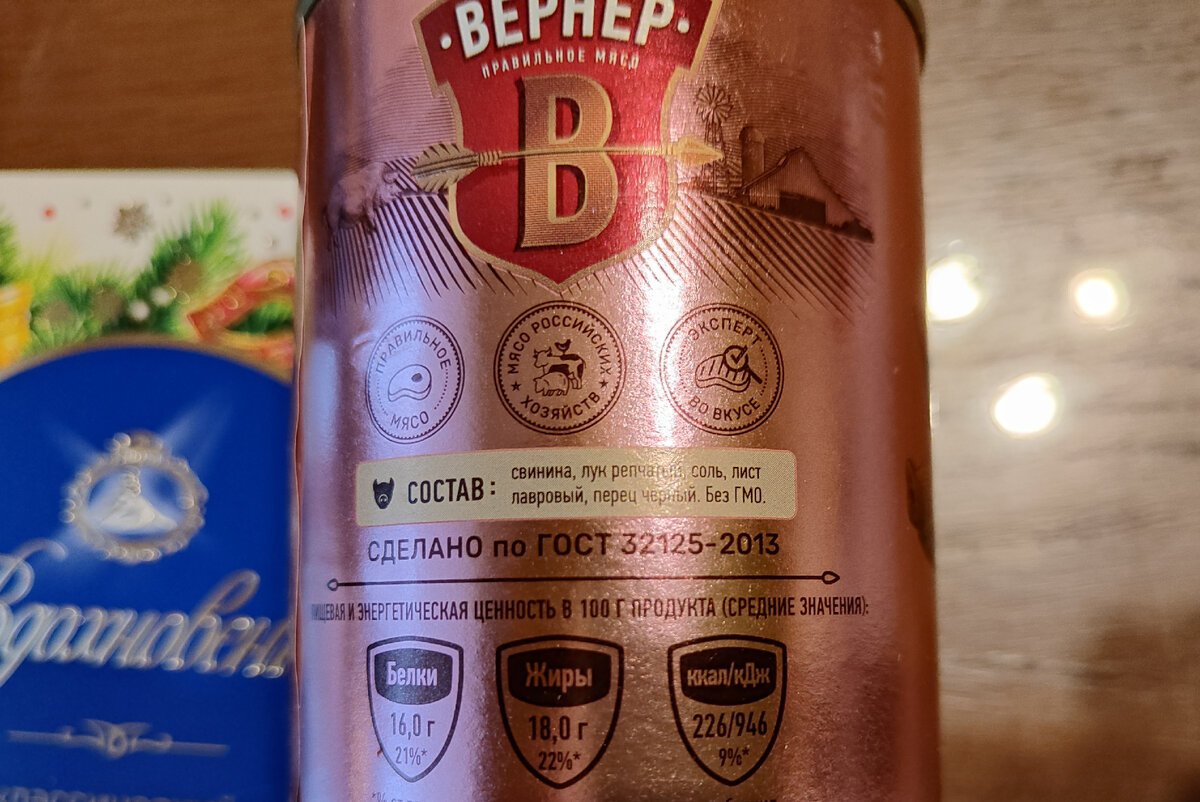 ВЕРНЕР
ПРАВИЛЬНОЕ МЯСО
В
ПРАВИЛЬНОЕ МЯСО
МЯСО РОССИЙСКИХ ХОЗЯЙСТВ
ЭКСПЕРТ ВО ВКУСЕ
СОСТАВ:
свинина, лук репчатый, соль, лист
лавровый, перец черный. Без ГМО.
СДЕЛАНО по ГОСТ 32125-2013
ПИЩЕВАЯ И ЭНЕРГЕТИЧЕСКАЯ ЦЕННОСТЬ В 100 Г ПРОДУКТА (СРЕДНИЕ ЗНАЧЕНИЯ):
Белки
16,0 г
21%*
Жиры
18,0 г
22%*
ккал/кДж
226/946
9%*
Вдохновени